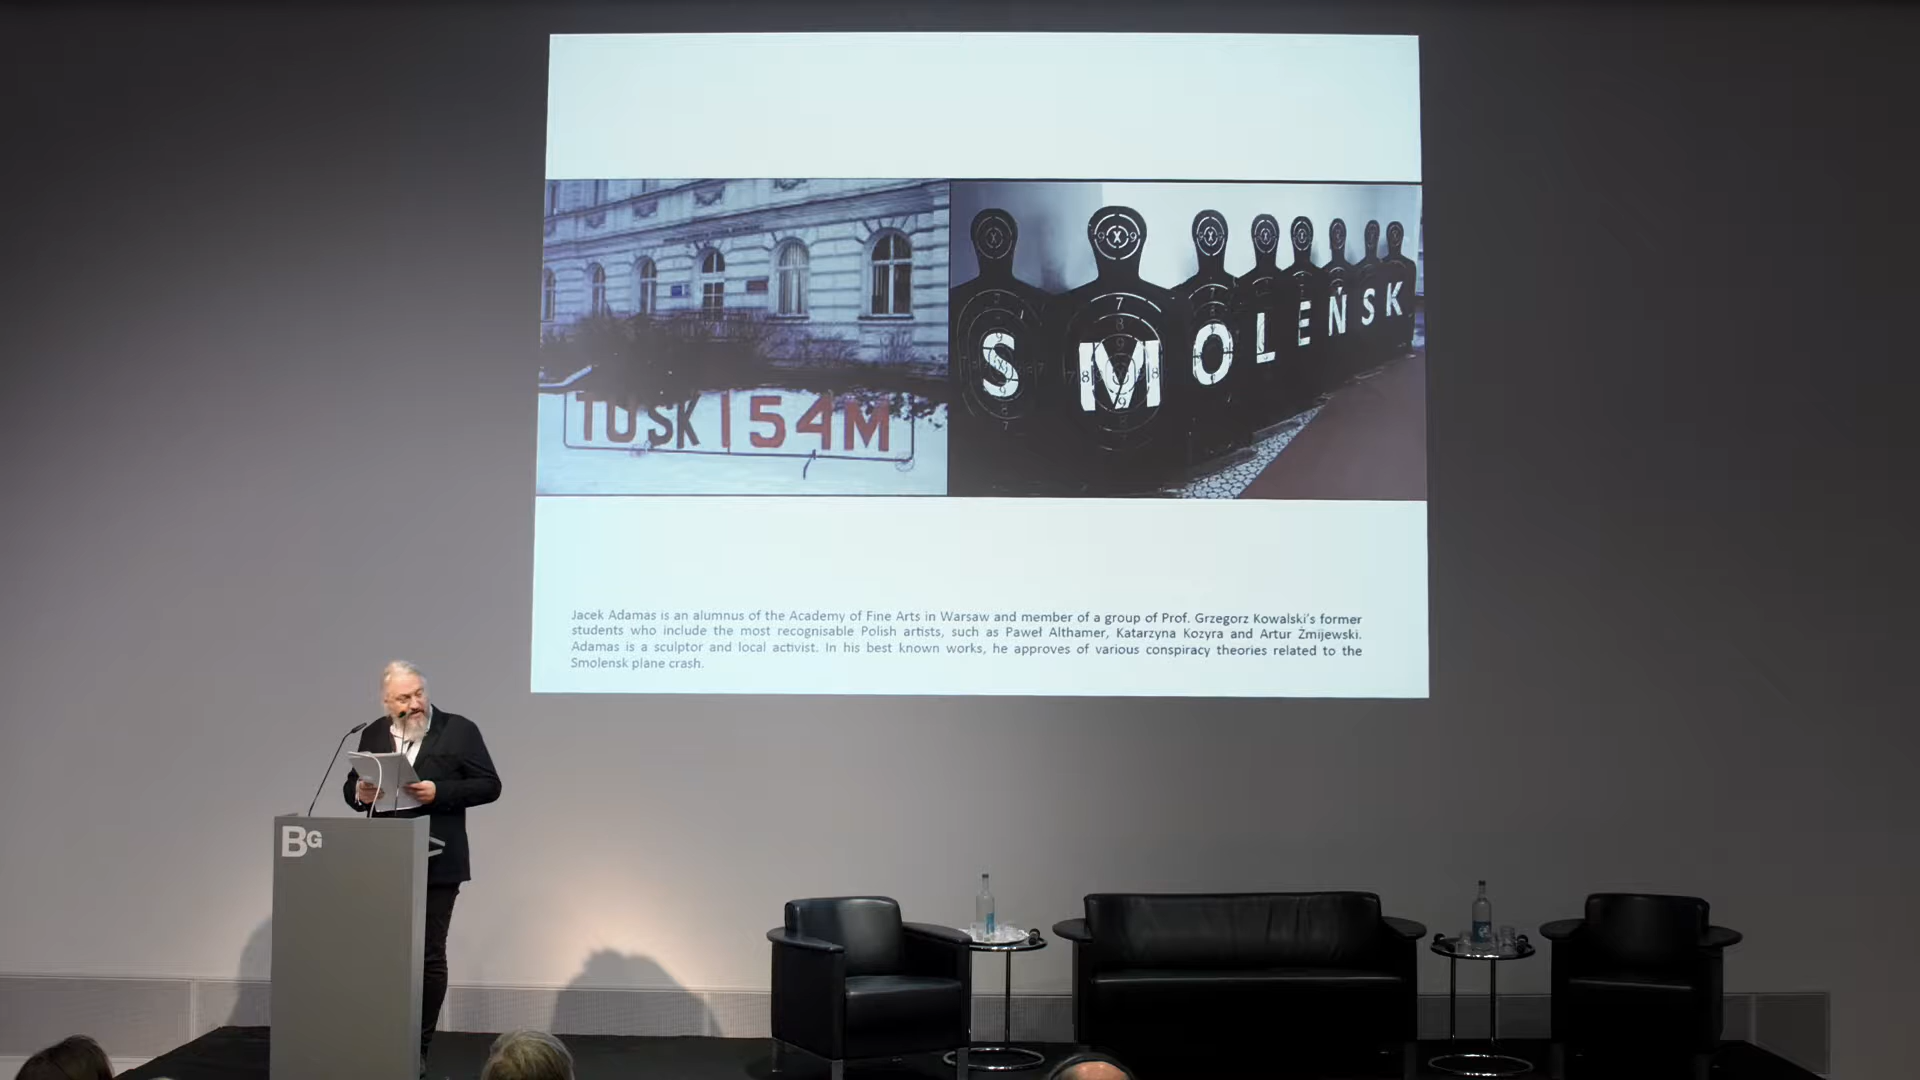 TUSK 154M
SMOLEŃSK
Jacek Adamas is an alumnus of the Academy of Fine Arts in Warsaw and member of a group of Prof. Grzegorz Kowalski's former
students who include the most recognisable Polish artists, such as Paweł Althamer, Katarzyna Kozyra and Artur Żmijewski.
Adamas is a sculptor and local activist. In his best known works, he approves of various conspiracy theories related to the
Smolensk plane crash.
BG